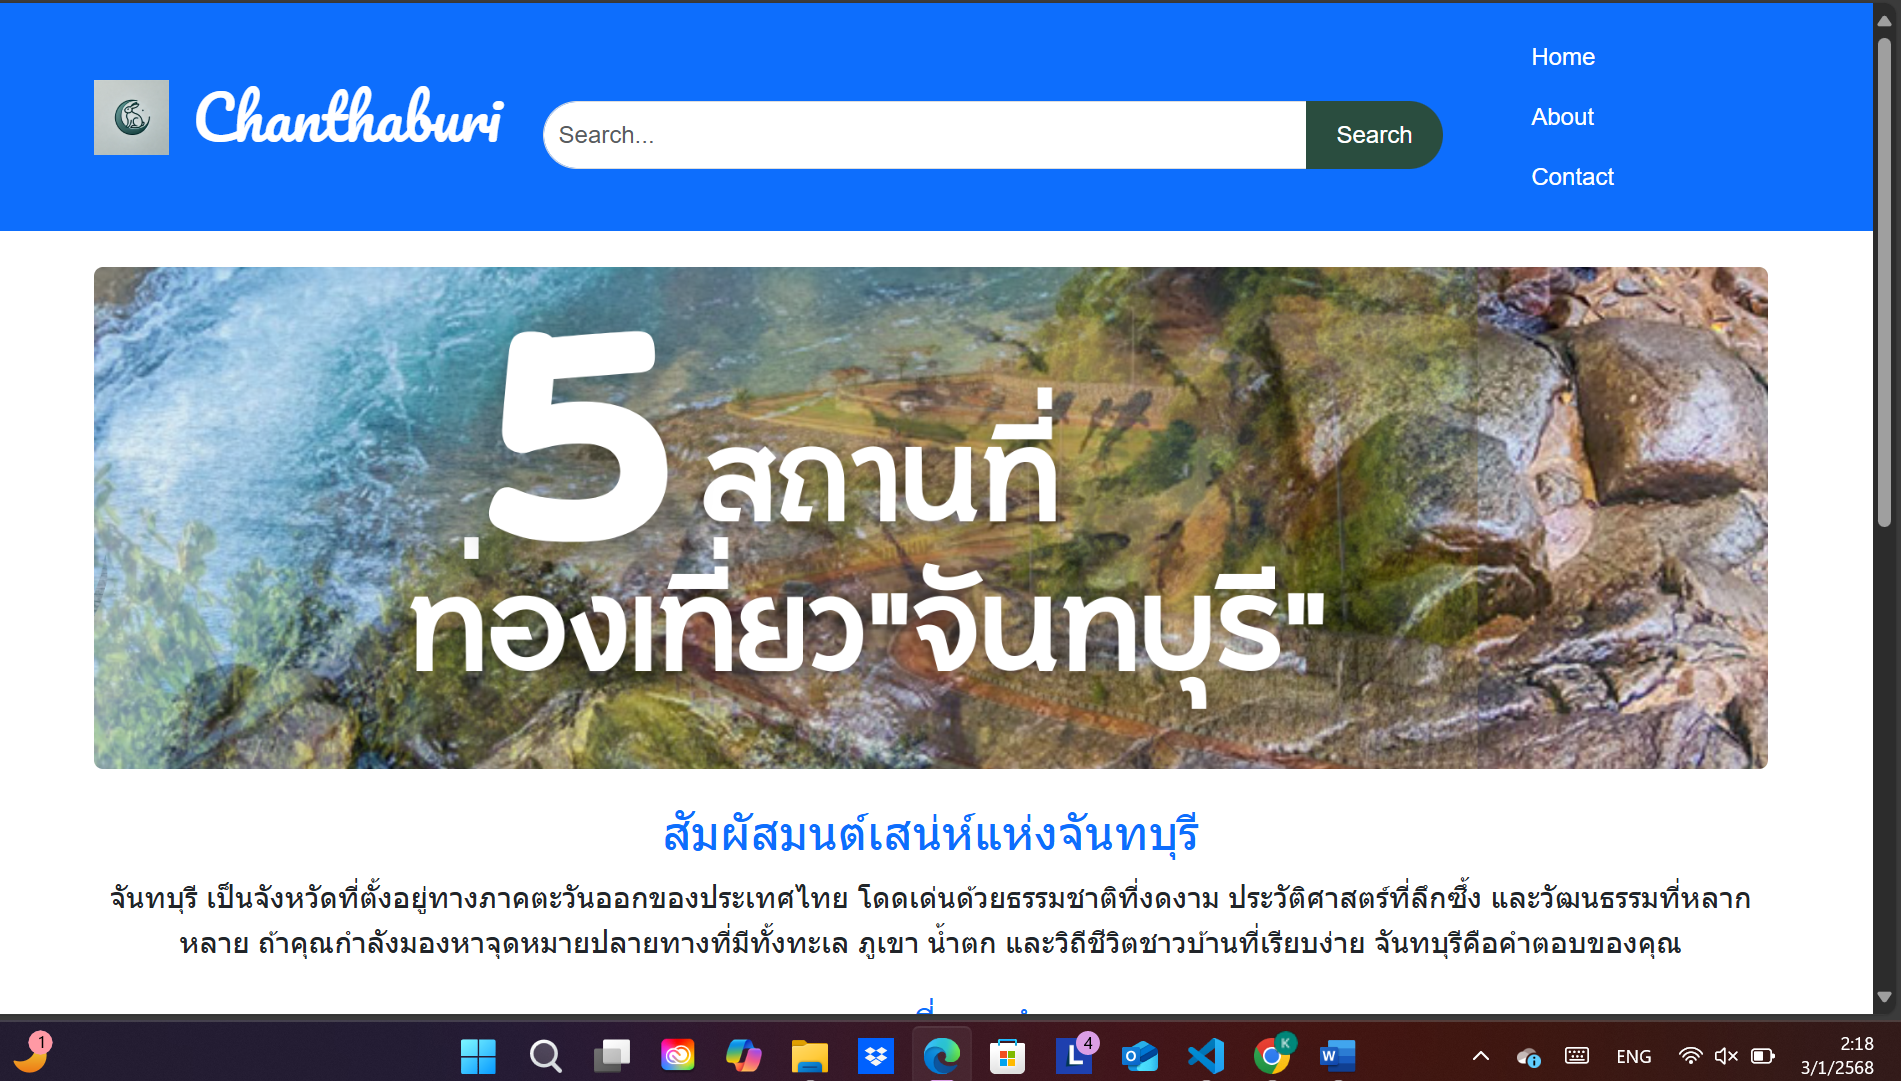 Chanthaburi
Search...
Search
Home
About
Contact
5 สถานที่
ท่องเที่ยว"จันทบุรี"
สัมผัสมนต์เสน่ห์แห่งจันทบุรี
จันทบุรี เป็นจังหวัดที่ตั้งอยู่ทางภาคตะวันออกของประเทศไทย โดดเด่นด้วยธรรมชาติที่งดงาม ประวัติศาสตร์ที่ลึกซึ้ง และวัฒนธรรมที่หลาก
หลาย ถ้าคุณกำลังมองหาจุดหมายปลายทางที่มีทั้งทะเล ภูเขา น้ำตก และวิถีชีวิตชาวบ้านที่เรียบง่าย จันทบุรีคือคำตอบของคุณ
1
4
K
ENG
2:18
3/1/2568